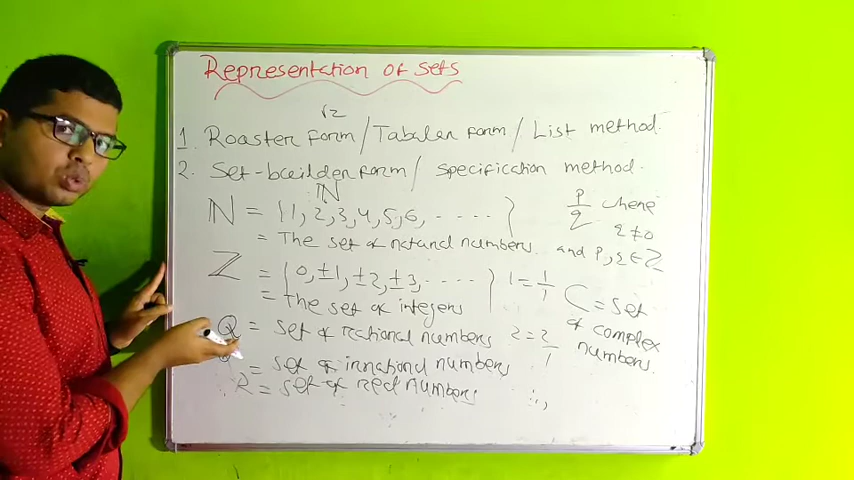 Representation of sets
√2
1. Roaster form/Tabular form/List method.
2. Set-builder form/ specification method.
ℕ
ℕ = {1, 2, 3, 4, 5, 6, ..... }
= The set of natural numbers.
P/q where
q≠0
and P, q ∈ Z
Z = {0, ±1, ±2, ±3, ..... }
= The set of integers
1 = 1/1
C = set
of complex
numbers.
Q = set of rational numbers
2 = 2/1
= set of irrational numbers
R = set of real numbers